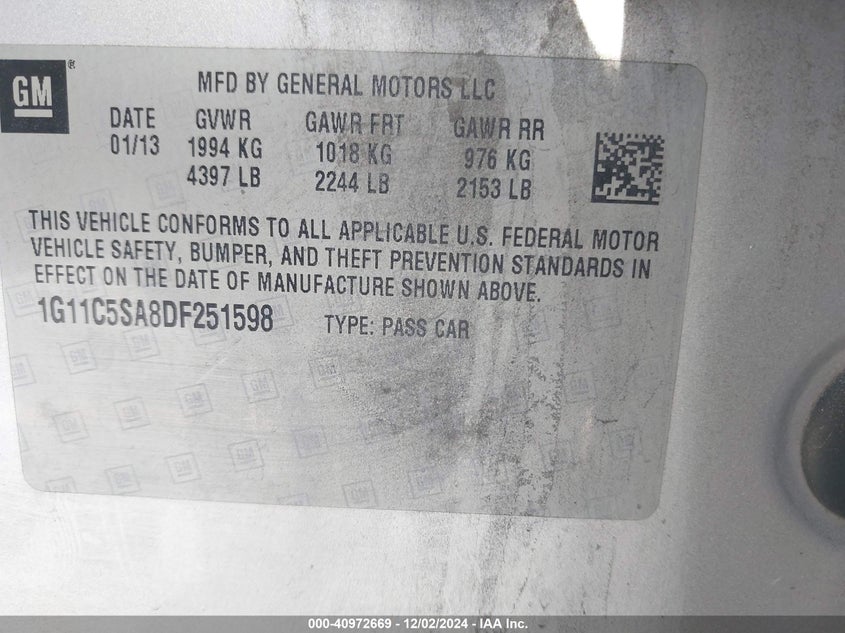 GM ®
MFD BY GENERAL MOTORS LLC
DATE GVWR GAWR FRT GAWR RR
01/13 1994 KG 1018 KG 976 KG
4397 LB 2244 LB 2153 LB
THIS VEHICLE CONFORMS TO ALL APPLICABLE U.S. FEDERAL MOTOR
VEHICLE SAFETY, BUMPER, AND THEFT PREVENTION STANDARDS IN
EFFECT ON THE DATE OF MANUFACTURE SHOWN ABOVE.
1G11C5SA8DF251598 TYPE: PASS CAR
000-40972669 - 12/02/2024 - IAA Inc.